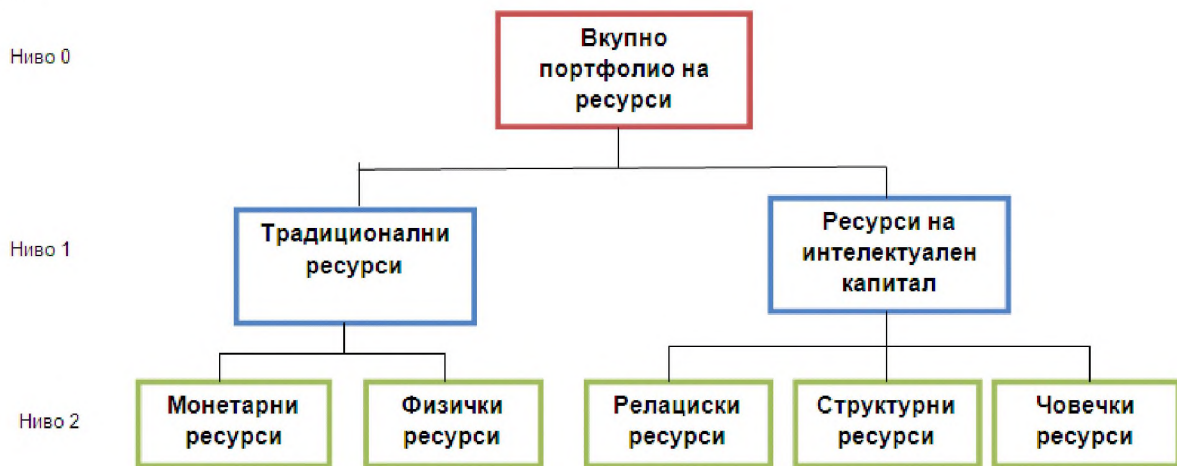 Ниво 0
Вкупно
портфолио на
ресурси
Ниво 1
Традиционални
ресурси
Ресурси на
интелектуален
капитал
Ниво 2
Монетарни
ресурси
Физички
ресурси
Релациски
ресурси
Структурни
ресурси
Човечки
ресурси